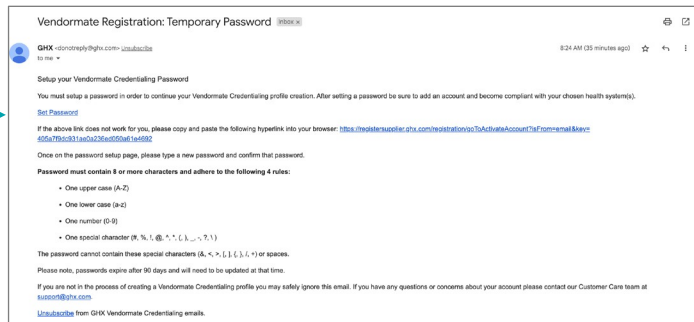 Vendormate Registration: Temporary Password Inbox x
GHX <donotreply@ghx.com> Unsubscribe
8:24 AM (35 minutes ago)
to me
Setup your Vendormate Credentialing Password
You must setup a password in order to continue your Vendormate Credentialing profile creation. After setting a password be sure to add an account and become compliant with your chosen health system(s).
Set Password
If the above link does not work for you, please copy and paste the following hyperlink into your browser: https://registersupplier.ghx.com/registration/goToActivateAccount?isFrom=email&key=
405a7f9dc931ae0a236ed050a61e4692
Once on the password setup page, please type a new password and confirm that password.
Password must contain 8 or more characters and adhere to the following 4 rules:
• One upper case (A-Z)
• One lower case (a-z)
• One number (0-9)
• One special character (#, %, !, @, ^, *, (, ), _, -, ?, \ )
The password cannot contain these special characters (&, <, >, [, ], {, }, /, +) or spaces.
Please note, passwords expire after 90 days and will need to be updated at that time.
If you are not in the process of creating a Vendormate Credentialing profile you may safely ignore this email. If you have any questions or concerns about your account please contact our Customer Care team at
support@ghx.com.
Unsubscribe from GHX Vendormate Credentialing emails.